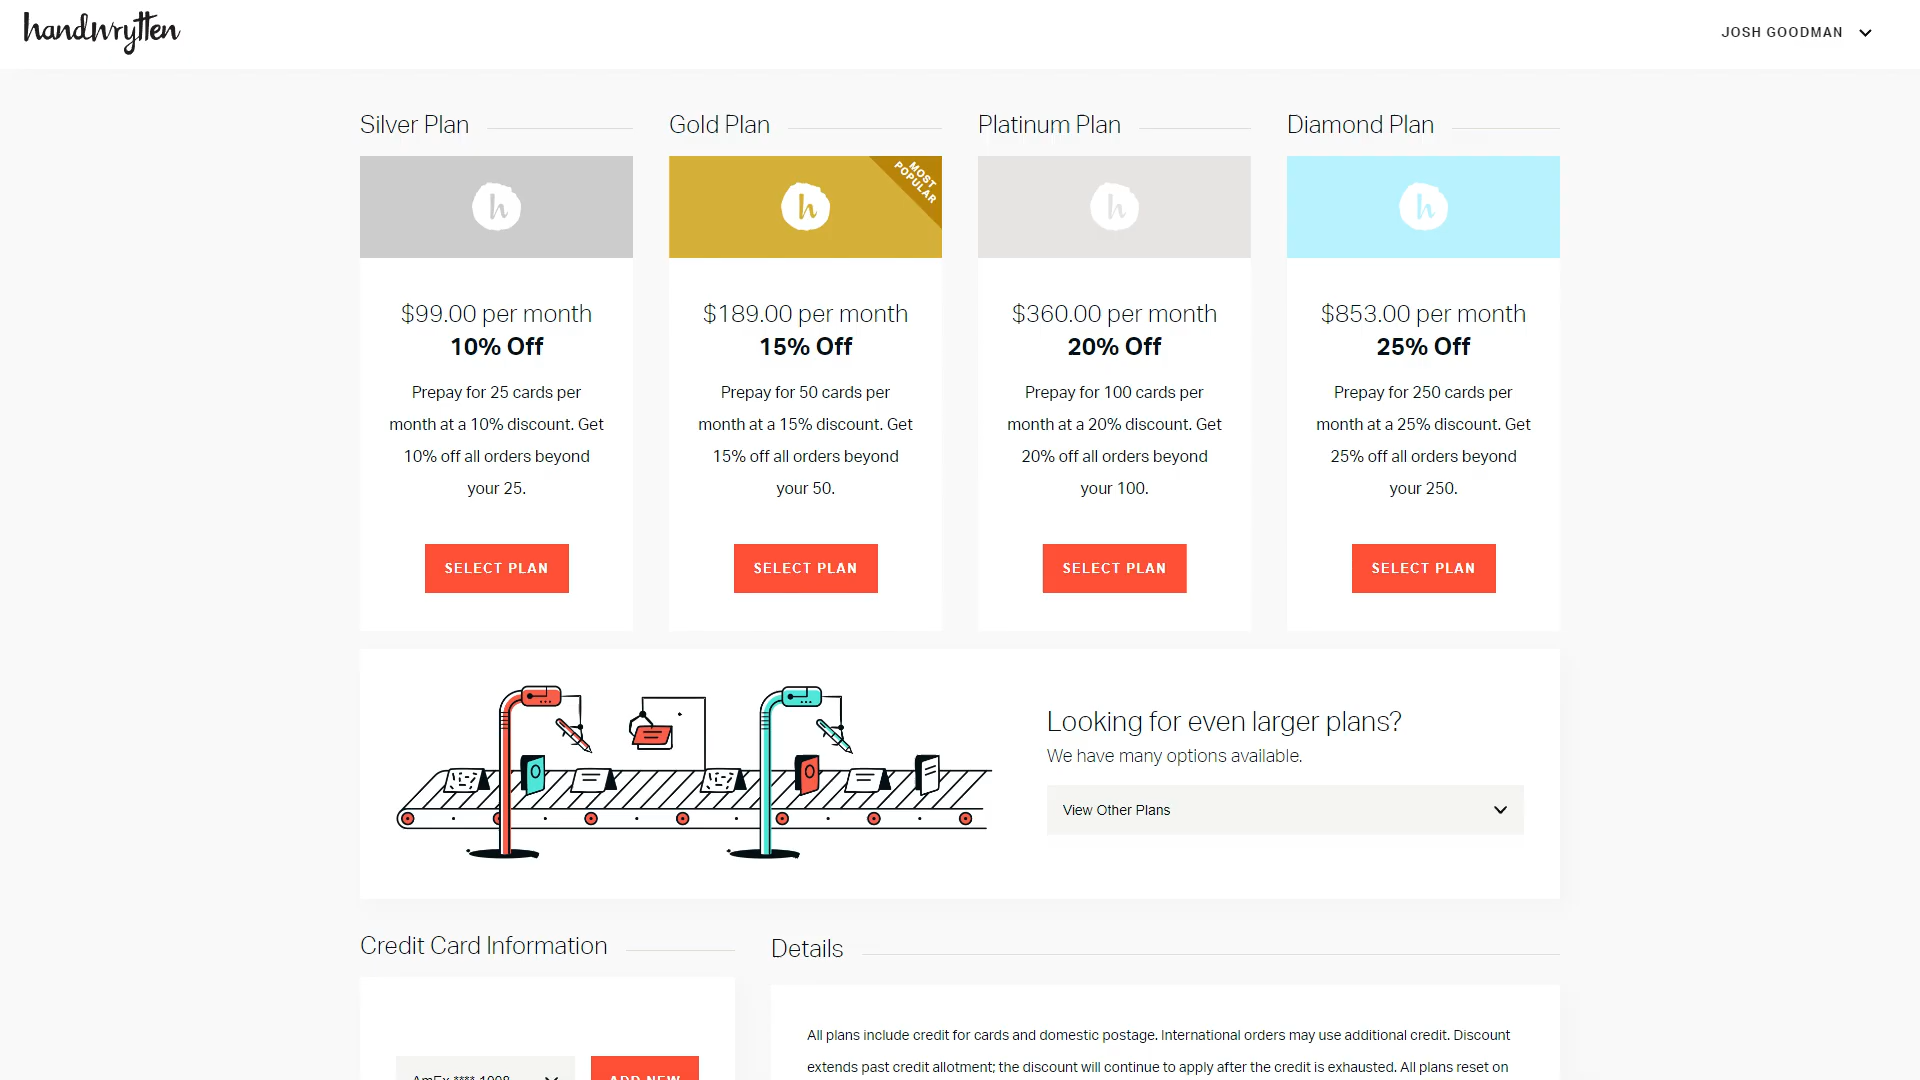 handwrytten
JOSH GOODMAN
Silver Plan
Gold Plan
Platinum Plan
Diamond Plan
h
h
MOST
POPULAR
h
h
$99.00 per month
10% Off
Prepay for 25 cards per
month at a 10% discount. Get
10% off all orders beyond
your 25.
SELECT PLAN
$189.00 per month
15% Off
Prepay for 50 cards per
month at a 15% discount. Get
15% off all orders beyond
your 50.
SELECT PLAN
$360.00 per month
20% Off
Prepay for 100 cards per
month at a 20% discount. Get
20% off all orders beyond
your 100.
SELECT PLAN
$853.00 per month
25% Off
Prepay for 250 cards per
month at a 25% discount. Get
25% off all orders beyond
your 250.
SELECT PLAN
Looking for even larger plans?
We have many options available.
View Other Plans
Credit Card Information
AmEx **** 1008
ADD NEW
Details
All plans include credit for cards and domestic postage. International orders may use additional credit. Discount
extends past credit allotment; the discount will continue to apply after the credit is exhausted. All plans reset on